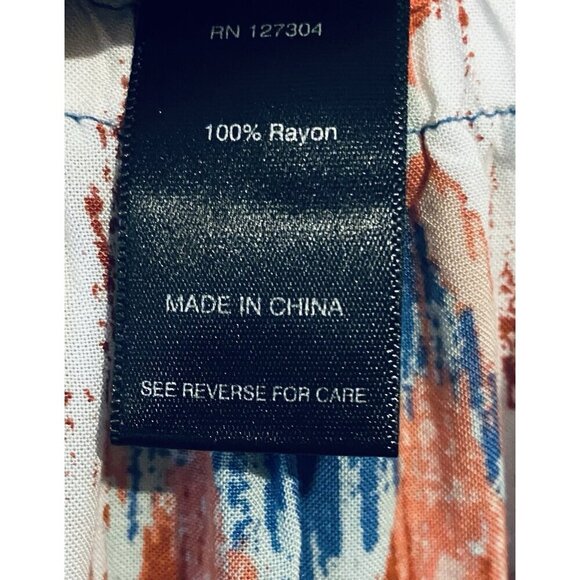 RN 127304
100% Rayon
MADE IN CHINA
SEE REVERSE FOR CARE